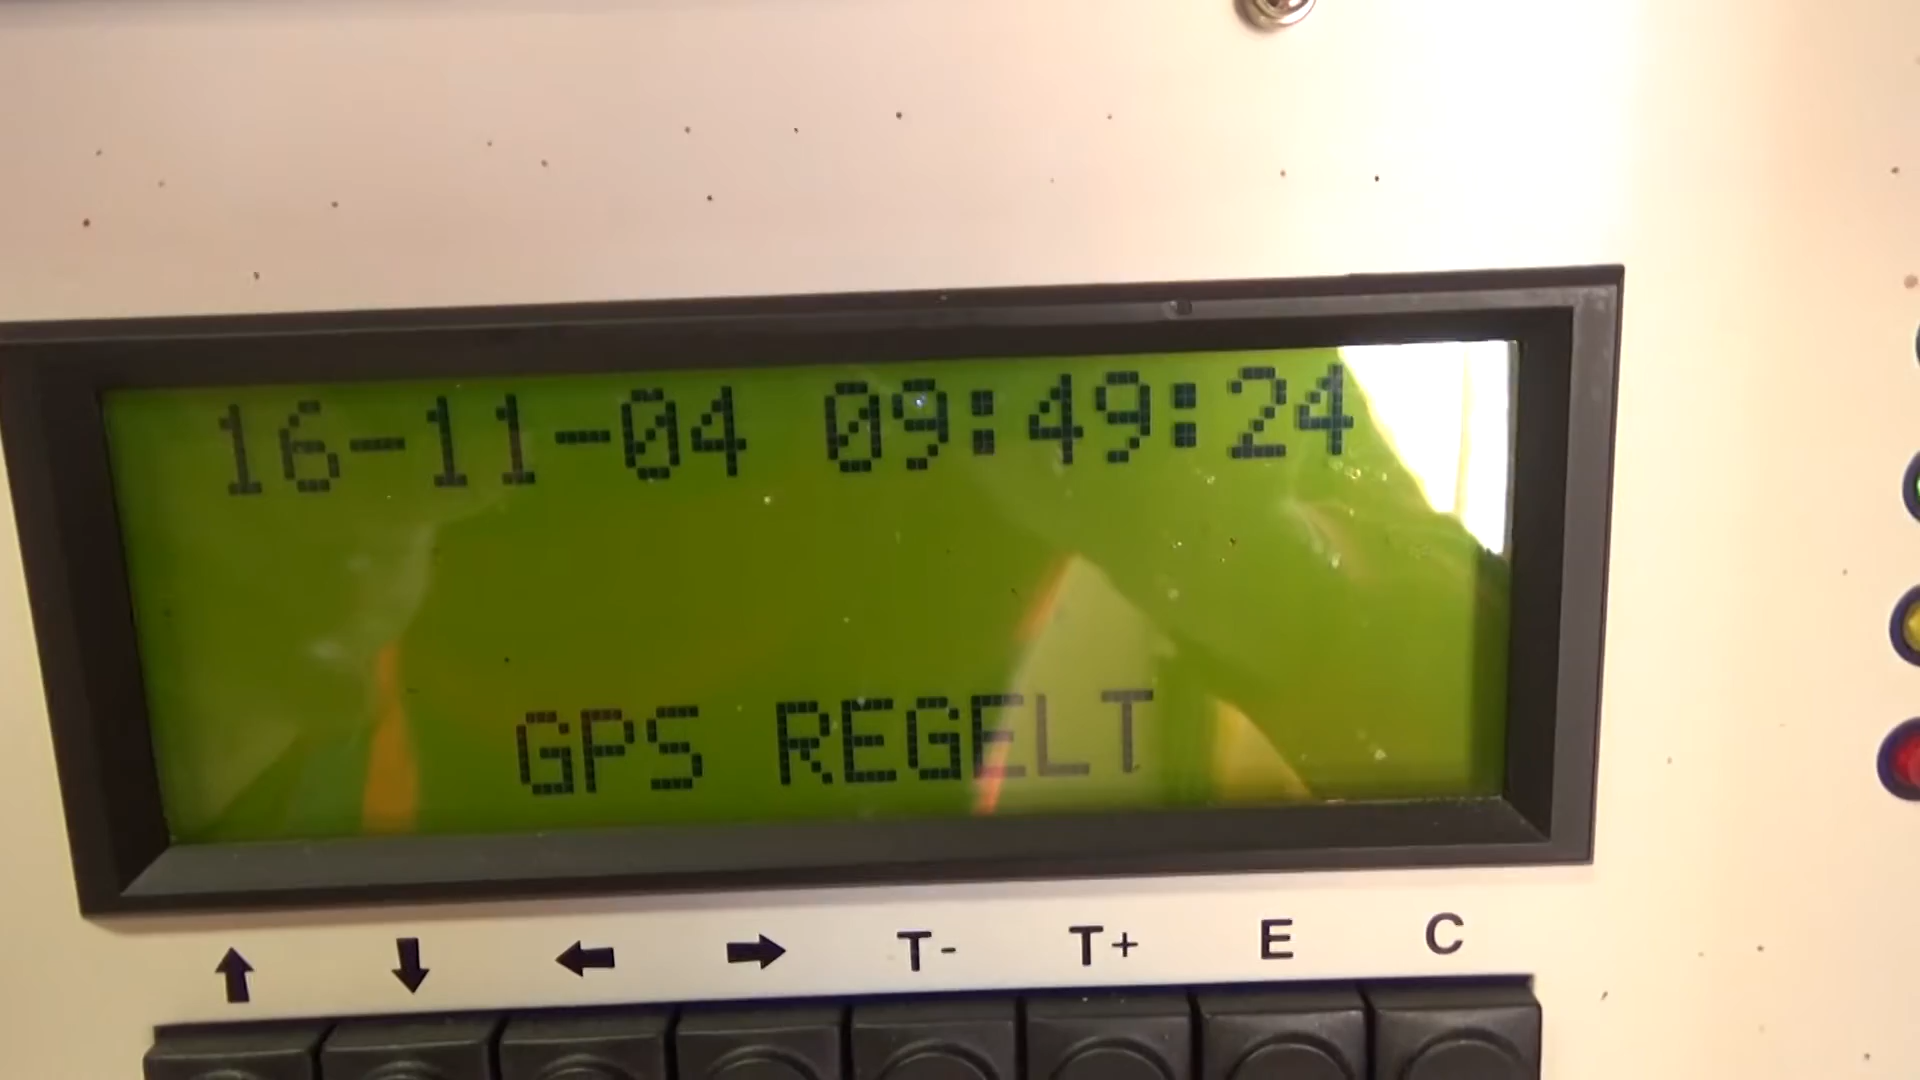 16-11-04 09:49:24
GPS REGELT
↑ ↓ ← → T- T+ E C